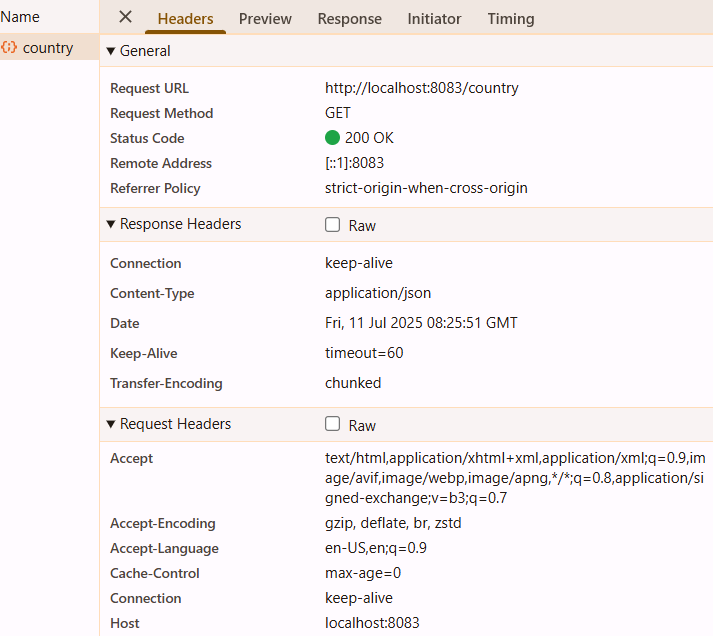 Name
Headers Preview Response Initiator Timing
country
General
Request URL http://localhost:8083/country
Request Method GET
Status Code 200 OK
Remote Address [::1]:8083
Referrer Policy strict-origin-when-cross-origin
Response Headers Raw
Connection keep-alive
Content-Type application/json
Date Fri, 11 Jul 2025 08:25:51 GMT
Keep-Alive timeout=60
Transfer-Encoding chunked
Request Headers Raw
Accept text/html,application/xhtml+xml,application/xml;q=0.9,im
age/avif,image/webp,image/apng,*/*;q=0.8,application/si
gned-exchange;v=b3;q=0.7
Accept-Encoding gzip, deflate, br, zstd
Accept-Language en-US,en;q=0.9
Cache-Control max-age=0
Connection keep-alive
Host localhost:8083